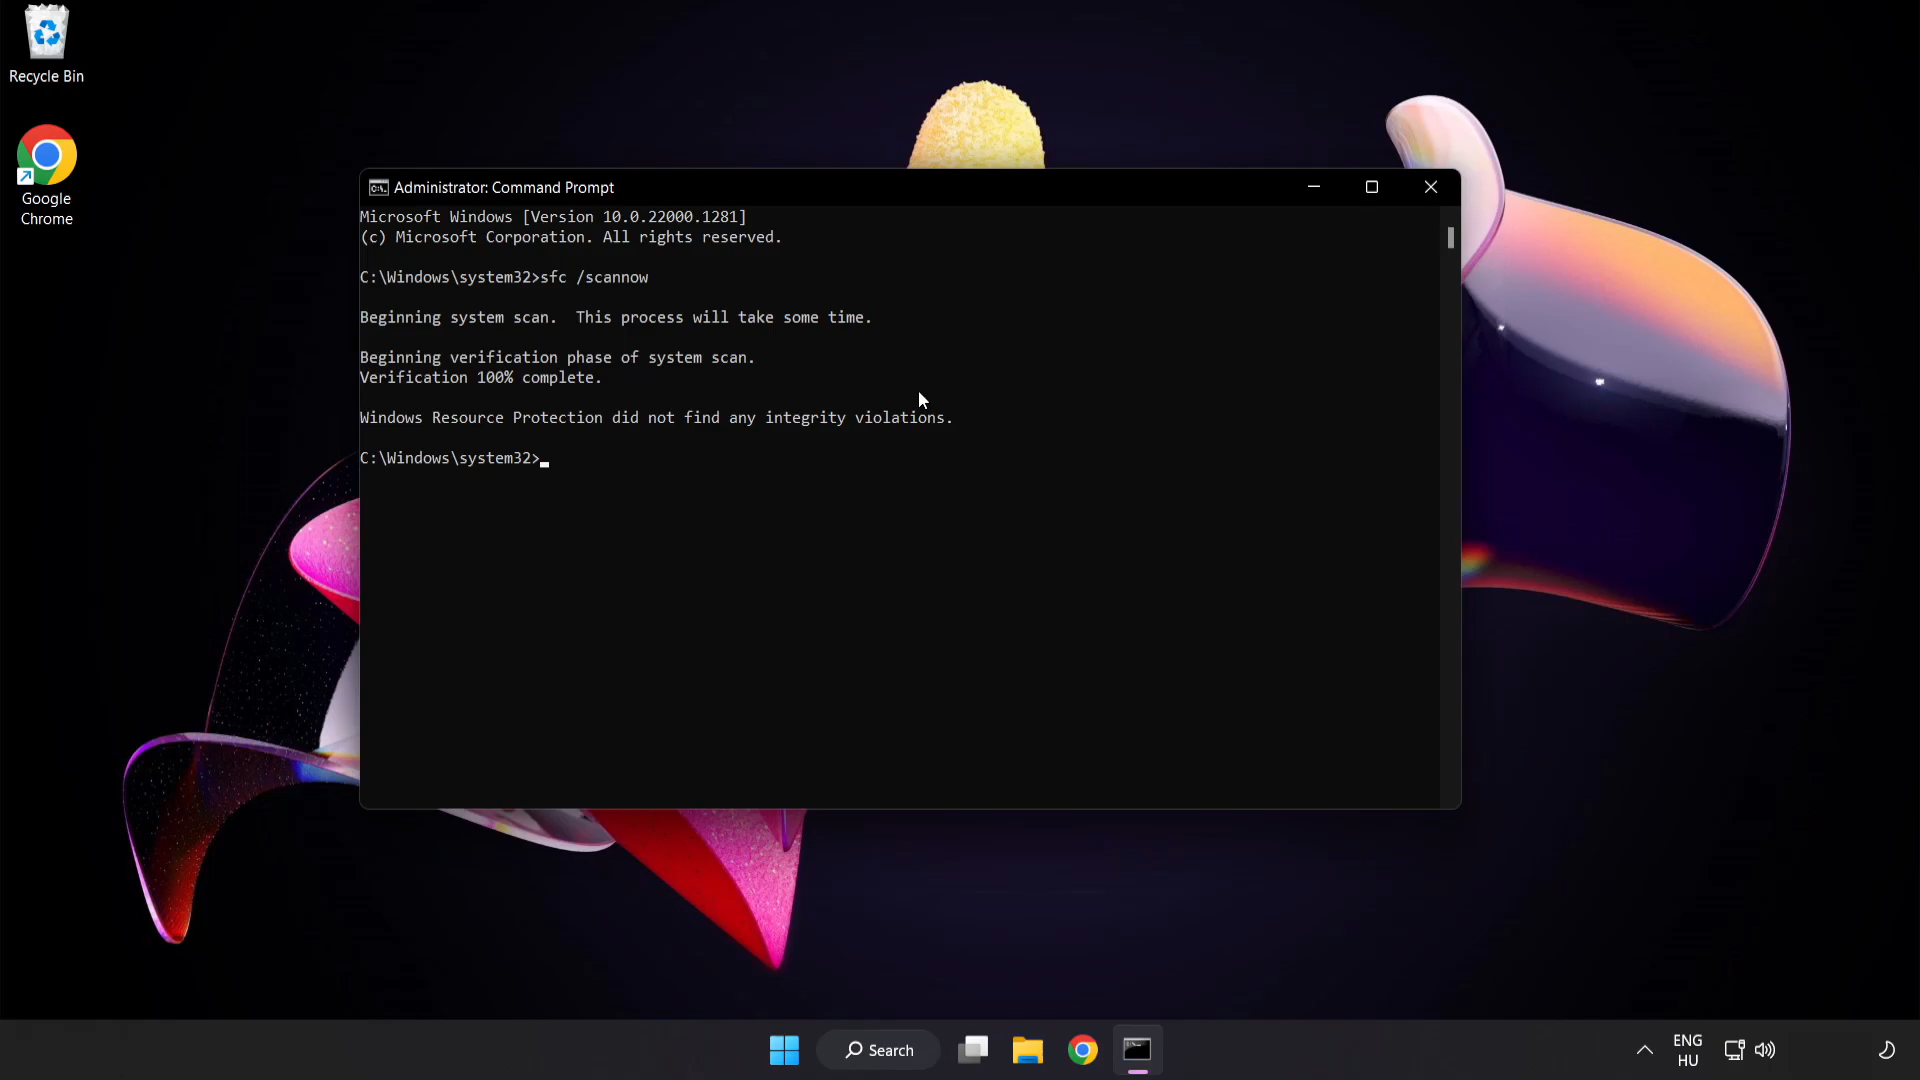 Recycle Bin
Google
Chrome
Administrator: Command Prompt
Microsoft Windows [Version 10.0.22000.1281]
(c) Microsoft Corporation. All rights reserved.
C:\Windows\system32>sfc /scannow
Beginning system scan.  This process will take some time.
Beginning verification phase of system scan.
Verification 100% complete.
Windows Resource Protection did not find any integrity violations.
C:\Windows\system32>
Search
ENG
HU